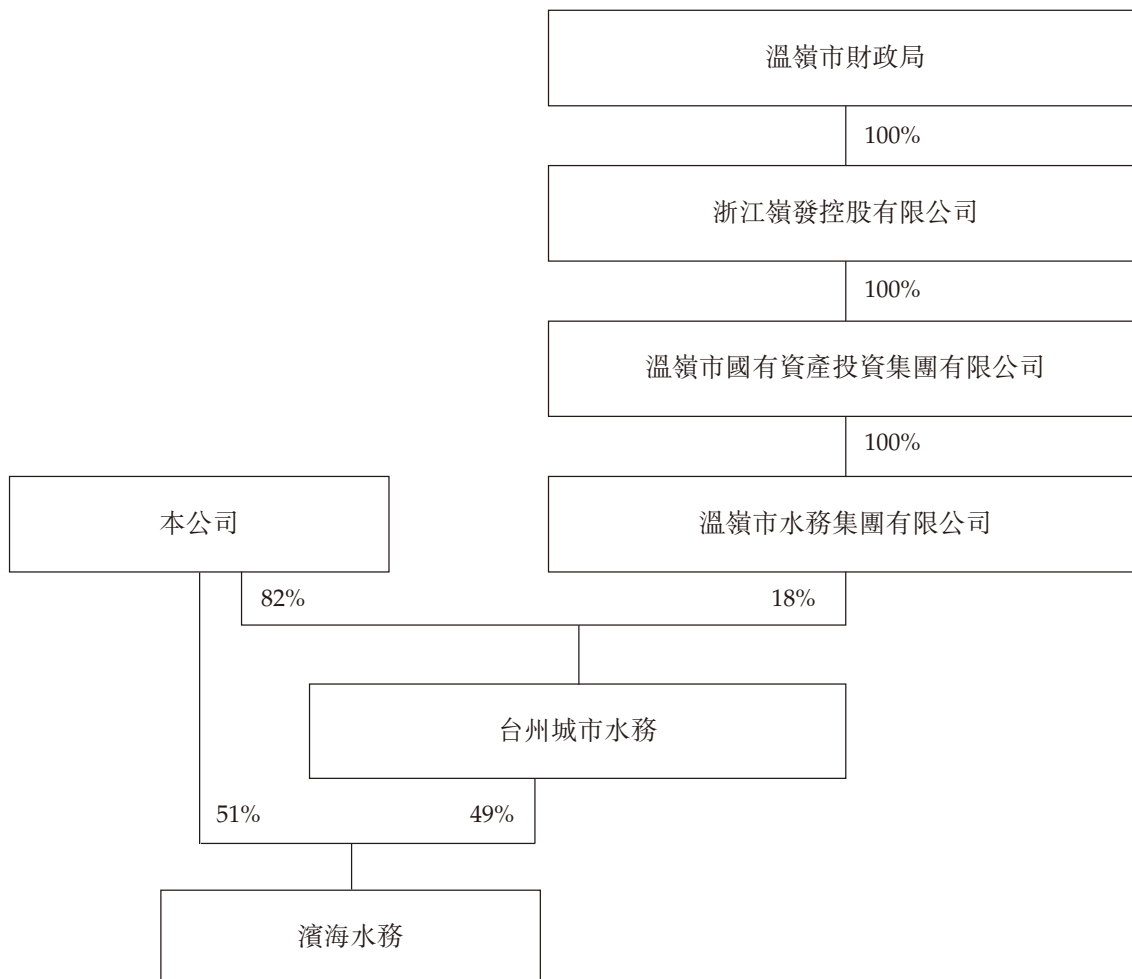 溫嶺市財政局
100%
浙江嶺發控股有限公司
100%
溫嶺市國有資產投資集團有限公司
100%
本公司
溫嶺市水務集團有限公司
82%
18%
台州城市水務
51%
49%
濱海水務